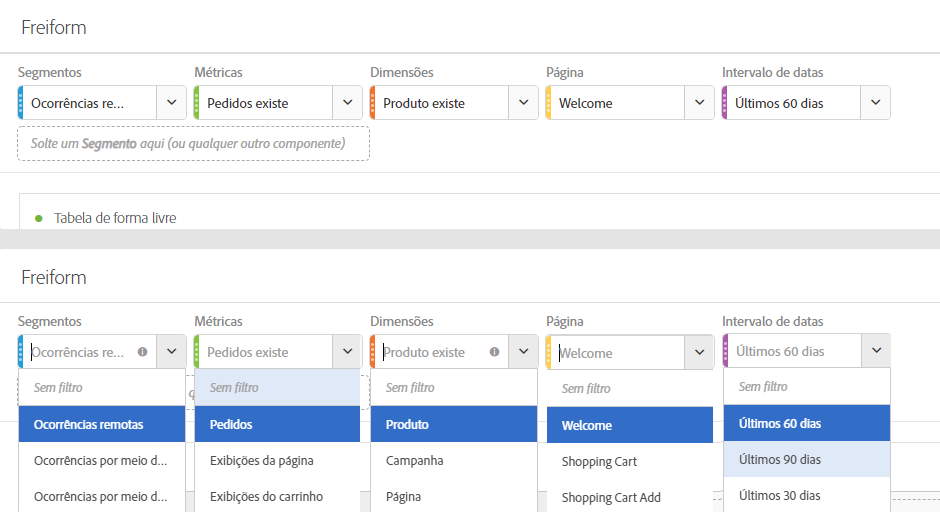 Freiform
Segmentos Métricas Dimensões Página Intervalo de datas
Ocorrências re... Pedidos existe Produto existe Welcome Últimos 60 dias
Solte um Segmento aqui (ou qualquer outro componente)
Tabela de forma livre
Freiform
Segmentos Métricas Dimensões Página Intervalo de datas
Ocorrências re... Pedidos existe Produto existe Welcome Últimos 60 dias
Sem filtro Sem filtro Sem filtro Sem filtro Sem filtro
Ocorrências remotas Pedidos Produto Welcome Últimos 60 dias
Ocorrências por meio d... Exibições da página Campanha Shopping Cart Últimos 90 dias
Ocorrências por meio d... Exibições do carrinho Página Shopping Cart Add Últimos 30 dias